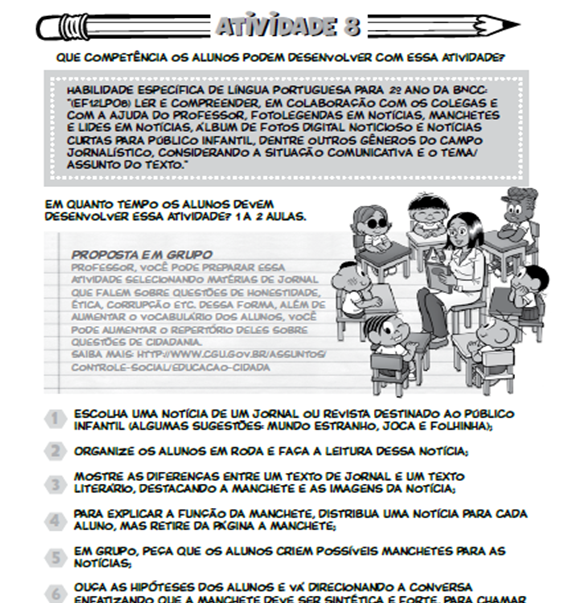 ATIVIDADE 8
QUE COMPETÊNCIA OS ALUNOS PODEM DESENVOLVER COM ESSA ATIVIDADE?
HABILIDADE ESPECÍFICA DE LÍNGUA PORTUGUESA PARA 2º ANO DA BNCC:
"(EF12LP08) LER E COMPREENDER, EM COLABORAÇÃO COM OS COLEGAS E
COM A AJUDA DO PROFESSOR, FOTOLEGENDAS EM NOTÍCIAS, MANCHETES
E LIDES EM NOTÍCIAS, ÁLBUM DE FOTOS DIGITAL NOTICIOSO E NOTÍCIAS
CURTAS PARA PÚBLICO INFANTIL, DENTRE OUTROS GÊNEROS DO CAMPO
JORNALÍSTICO, CONSIDERANDO A SITUAÇÃO COMUNICATIVA E O TEMA/
ASSUNTO DO TEXTO."
EM QUANTO TEMPO OS ALUNOS DEVEM
DESENVOLVER ESSA ATIVIDADE? 1 A 2 AULAS.
PROPOSTA EM GRUPO
PROFESSOR, VOCÊ PODE PREPARAR ESSA
ATIVIDADE SELECIONANDO MATÉRIAS DE JORNAL
QUE FALEM SOBRE QUESTÕES DE HONESTIDADE,
ÉTICA, CORRUPÇÃO ETC. DESSA FORMA, ALÉM DE
AUMENTAR O VOCABULÁRIO DOS ALUNOS, VOCÊ
PODE AUMENTAR O REPERTÓRIO DELES SOBRE
QUESTÕES DE CIDADANIA.
SAIBA MAIS: HTTP://WWW.CGU.GOV.BR/ASSUNTOS/
CONTROLE-SOCIAL/EDUCACAO-CIDADA
1 ESCOLHA UMA NOTÍCIA DE UM JORNAL OU REVISTA DESTINADO AO PÚBLICO
INFANTIL (ALGUMAS SUGESTÕES: MUNDO ESTRANHO, JOCA E FOLHINHA);
2 ORGANIZE OS ALUNOS EM RODA E FAÇA A LEITURA DESSA NOTÍCIA;
3 MOSTRE AS DIFERENÇAS ENTRE UM TEXTO DE JORNAL E UM TEXTO
LITERÁRIO, DESTACANDO A MANCHETE E AS IMAGENS DA NOTÍCIA;
4 PARA EXPLICAR A FUNÇÃO DA MANCHETE, DISTRIBUA UMA NOTÍCIA PARA CADA
ALUNO, MAS RETIRE DA PÁGINA A MANCHETE;
5 EM GRUPO, PEÇA QUE OS ALUNOS CRIEM POSSÍVEIS MANCHETES PARA AS
NOTÍCIAS;
6 OUÇA AS HIPÓTESES DOS ALUNOS E VÁ DIRECIONANDO A CONVERSA
ENFATIZANDO QUE A MANCHETE DEVE SER SINTÉTICA E FORTE, PARA CHAMAR